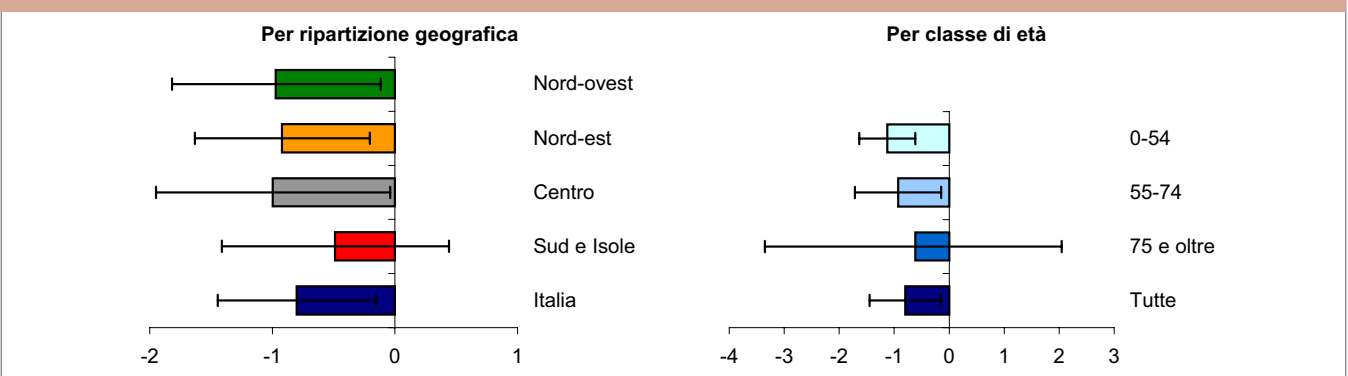 Per ripartizione geografica
Nord-ovest
Nord-est
Centro
Sud e Isole
Italia
-2 -1 0 1
Per classe di età
0-54
55-74
75 e oltre
Tutte
-4 -3 -2 -1 0 1 2 3